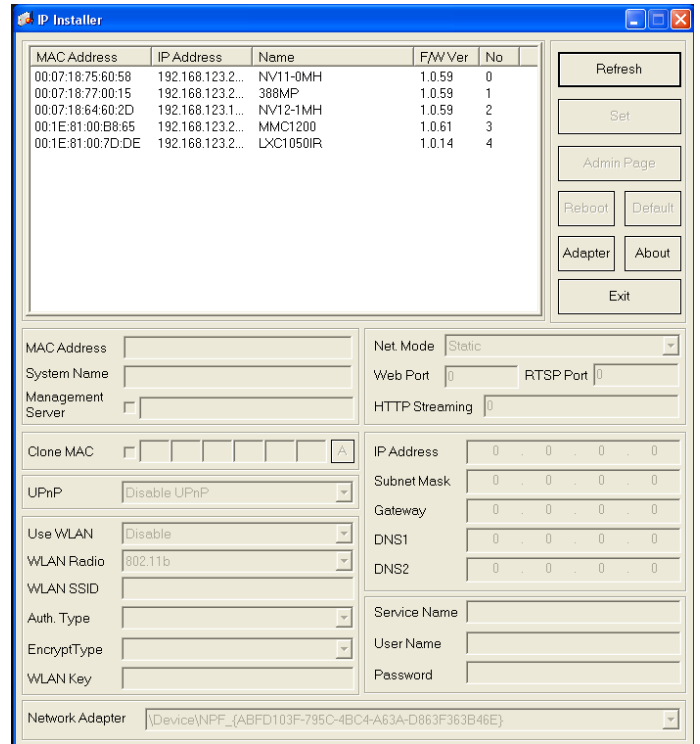 IP Installer
MAC Address IP Address Name F/W Ver No
00:07:18:75:60:58 192.168.123.2... NV11-0MH 1.0.59 0
00:07:18:77:00:15 192.168.123.2... 388MP 1.0.59 1
00:07:18:64:60:2D 192.168.123.1... NV12-1MH 1.0.59 2
00:1E:81:00:B8:65 192.168.123.2... MMC1200 1.0.61 3
00:1E:81:00:7D:DE 192.168.123.2... LXC1050IR 1.0.14 4
Refresh
Set
Admin Page
Reboot Default
Adapter About
Exit
MAC Address
System Name
Management
Server
Net. Mode Static
Web Port 0 RTSP Port 0
HTTP Streaming 0
Clone MAC A
UPnP Disable UPnP
Use WLAN Disable
WLAN Radio 802.11b
WLAN SSID
Auth. Type
EncryptType
WLAN Key
IP Address 0 . 0 . 0 . 0
Subnet Mask 0 . 0 . 0 . 0
Gateway 0 . 0 . 0 . 0
DNS1 0 . 0 . 0 . 0
DNS2 0 . 0 . 0 . 0
Service Name
User Name
Password
Network Adapter \Device\NPF_{ABFD103F-795C-4BC4-A63A-D863F363B46E}